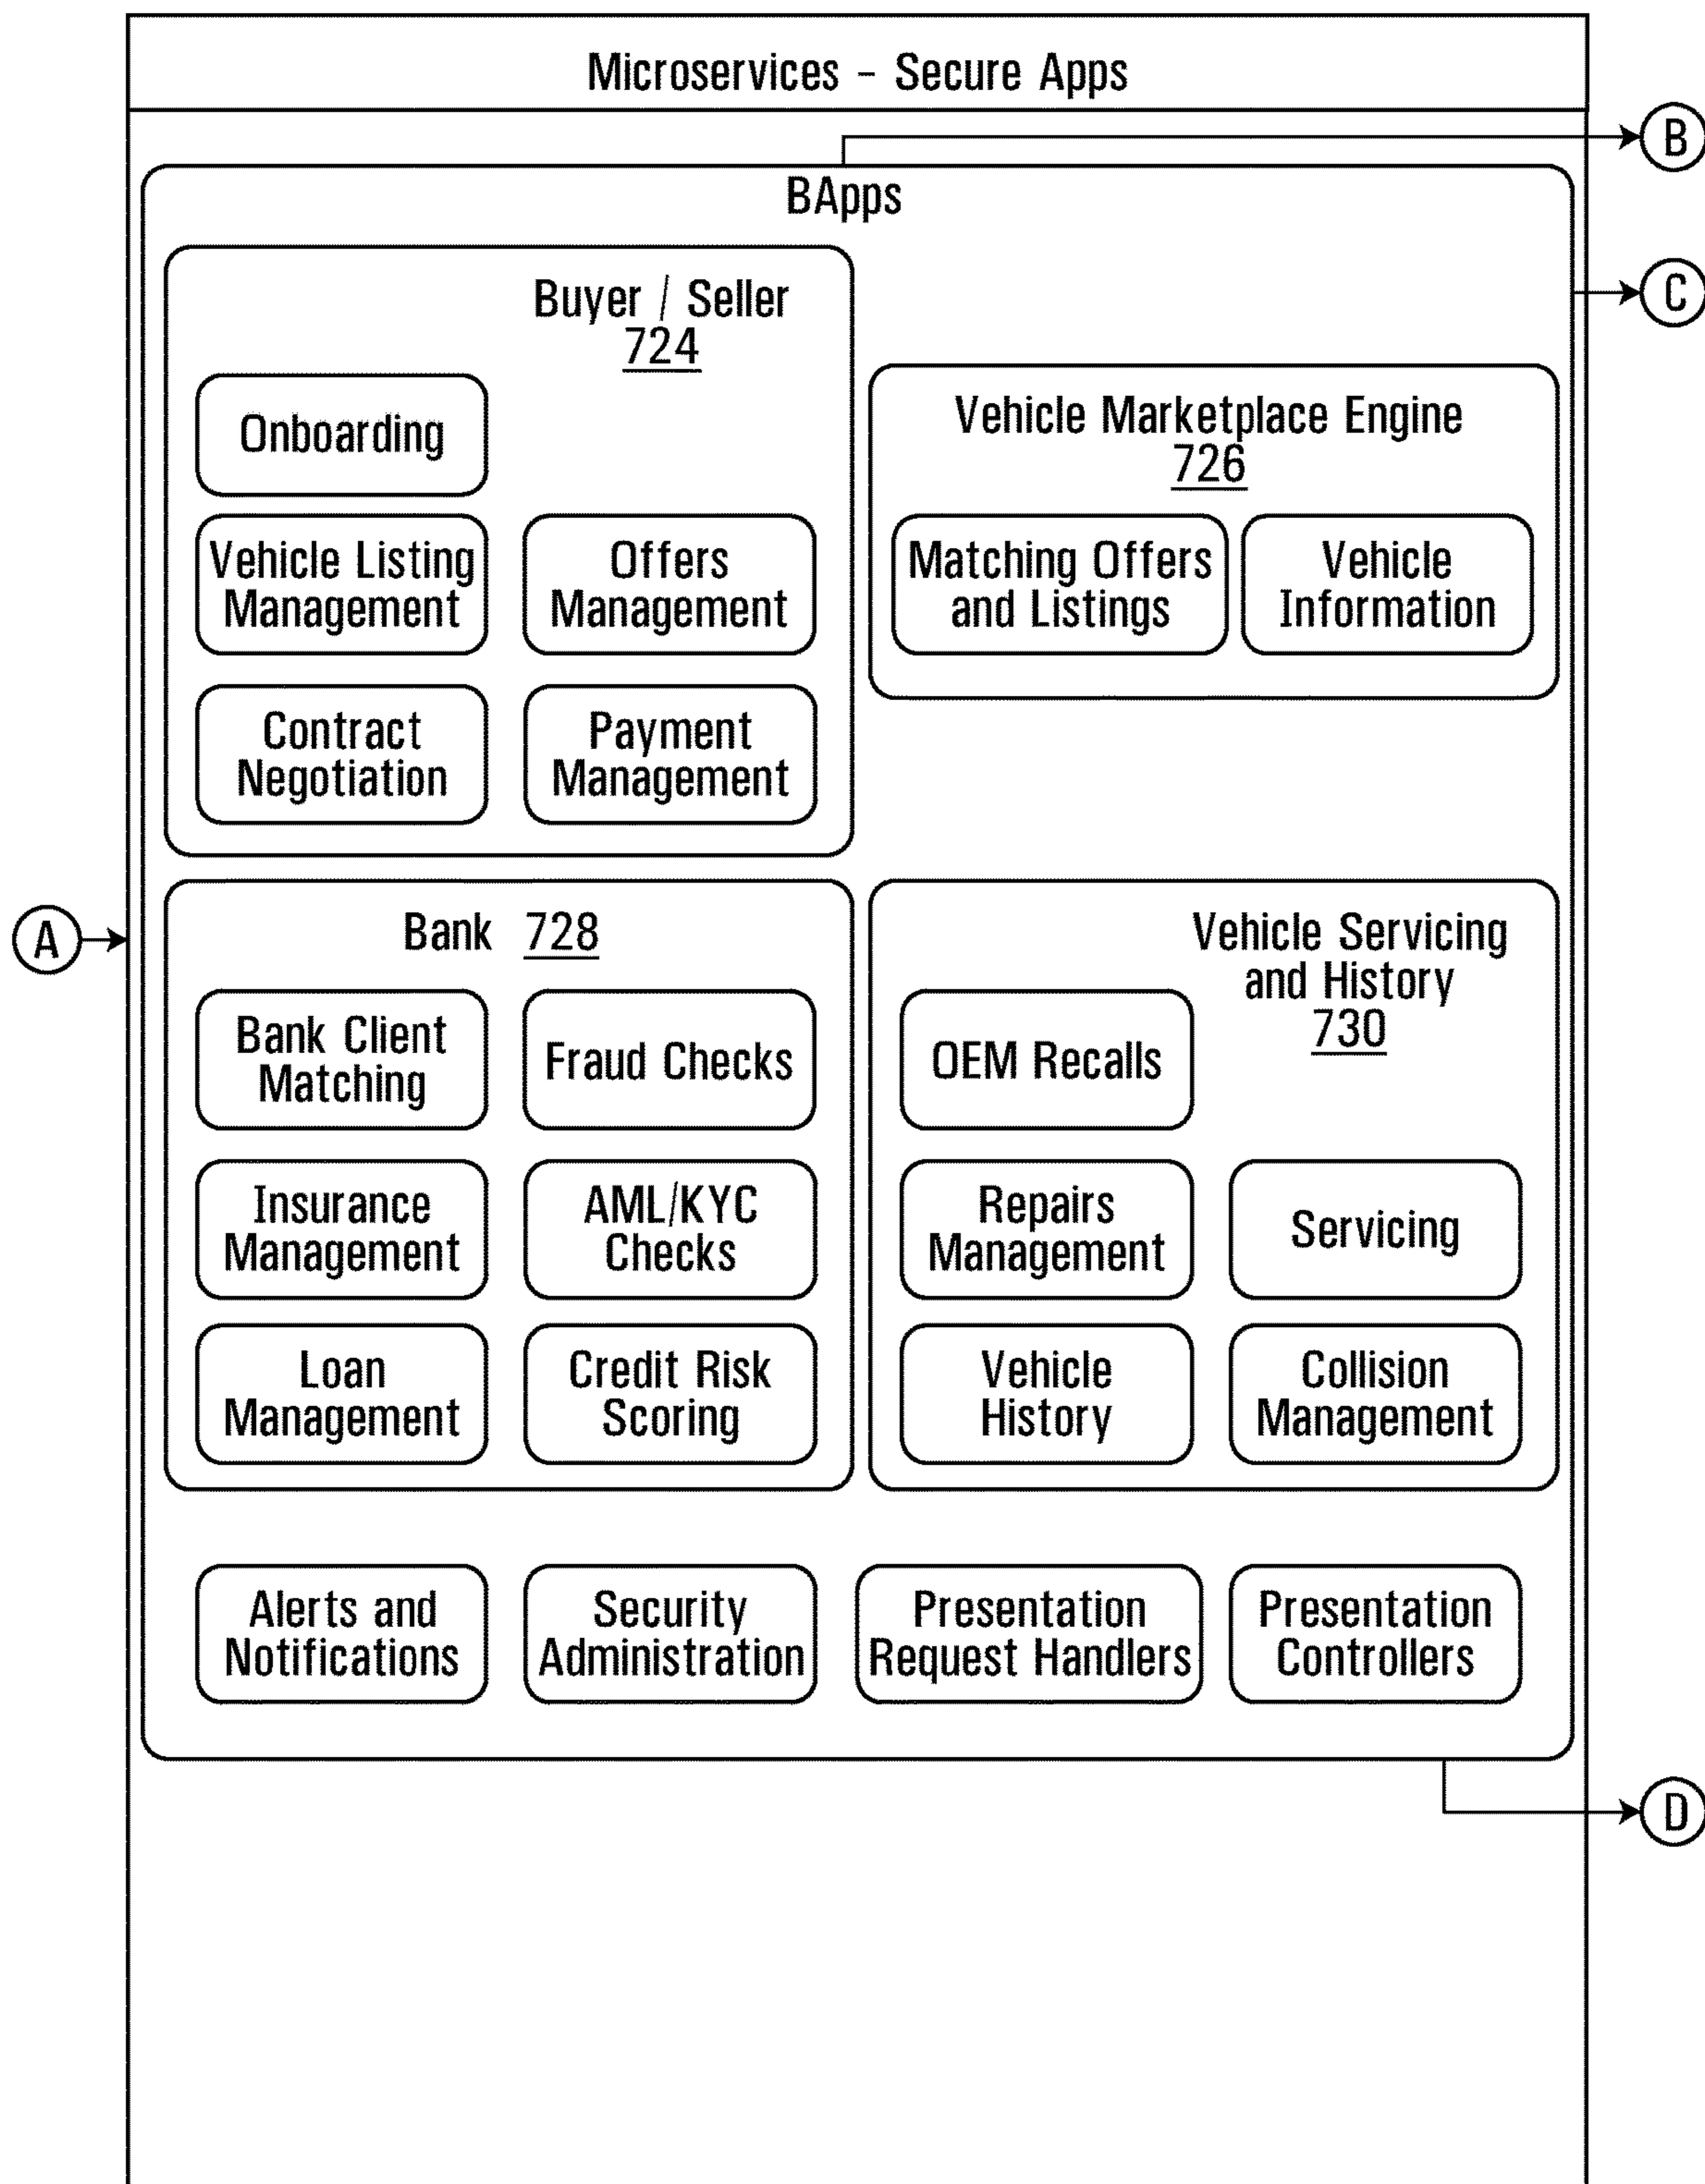 Microservices - Secure Apps
B
BApps
C
Buyer / Seller
724
Onboarding
Vehicle Listing
Management
Offers
Management
Contract
Negotiation
Payment
Management
Vehicle Marketplace Engine
726
Matching Offers
and Listings
Vehicle
Information
A
Bank 728
Bank Client
Matching
Fraud Checks
Insurance
Management
AML/KYC
Checks
Loan
Management
Credit Risk
Scoring
Vehicle Servicing
and History
730
OEM Recalls
Repairs
Management
Servicing
Vehicle
History
Collision
Management
Alerts and
Notifications
Security
Administration
Presentation
Request Handlers
Presentation
Controllers
D